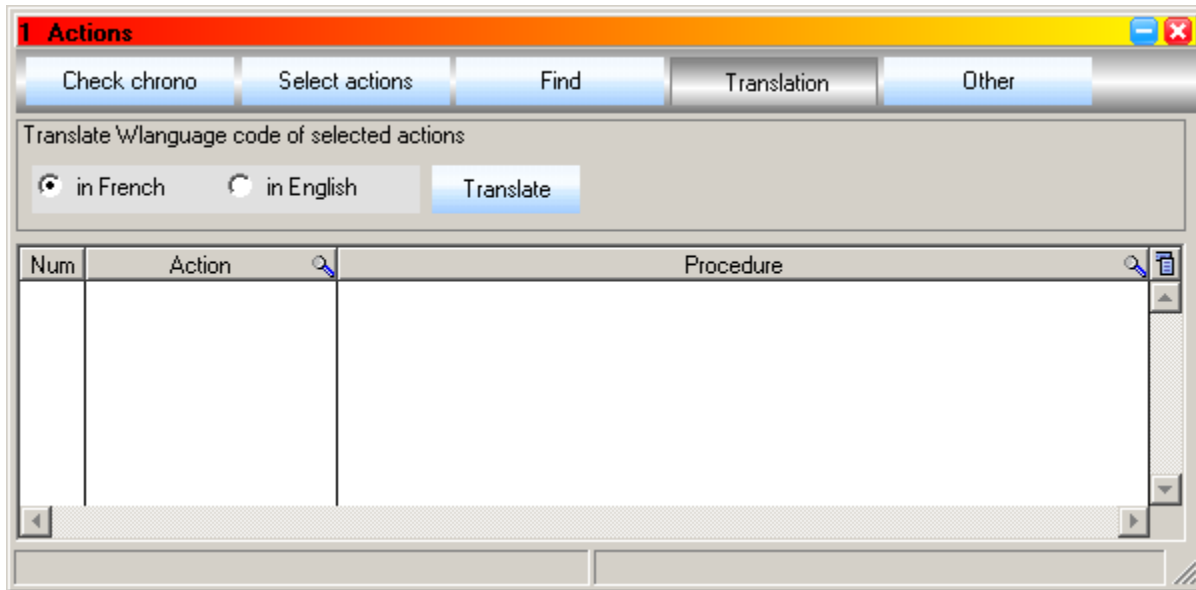 1 Actions
Check chrono Select actions Find Translation Other
Translate Wlanguage code of selected actions
in French in English Translate
Num Action Procedure